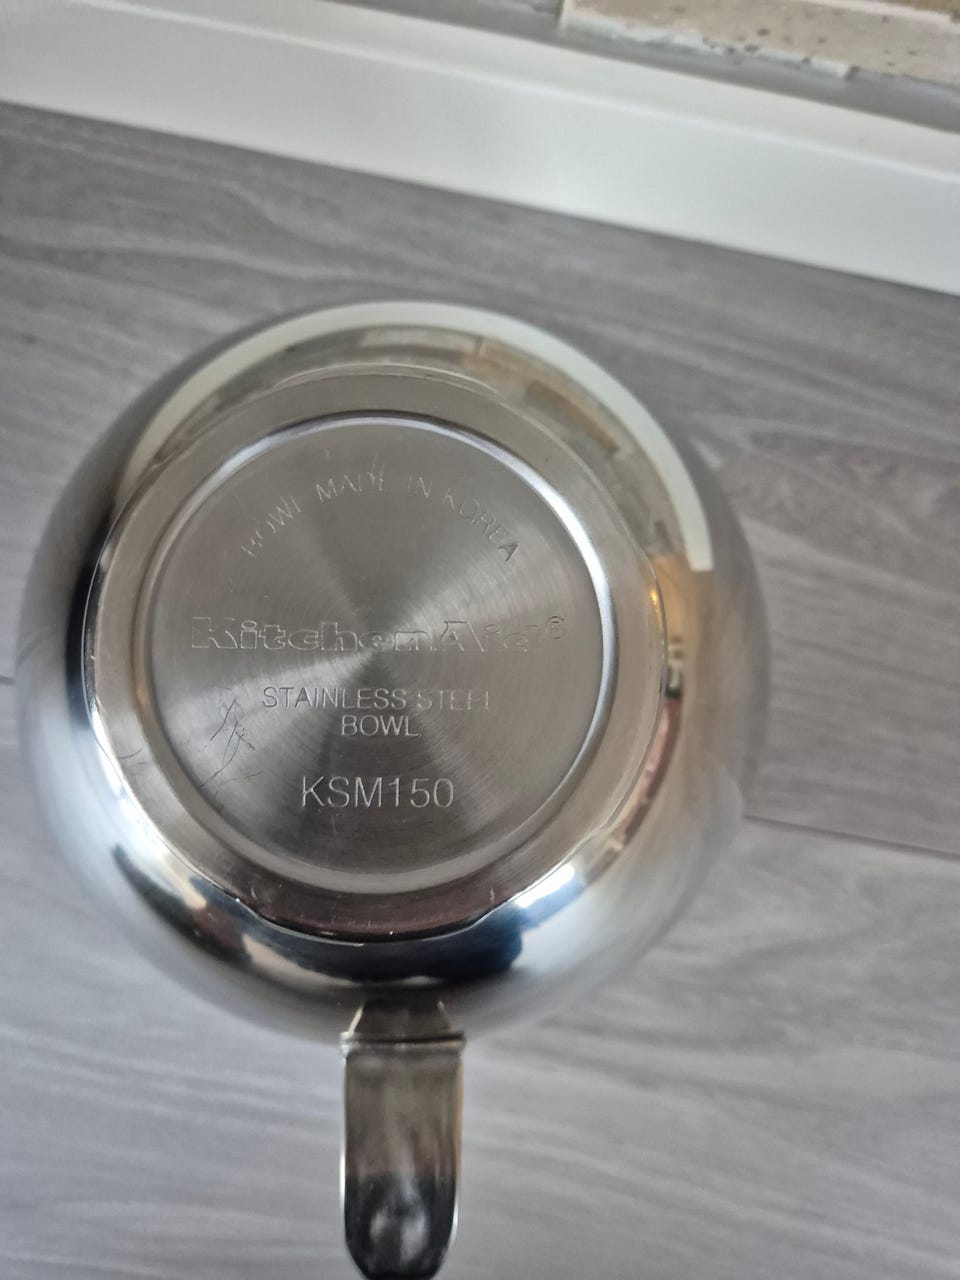 BOWL MADE IN KOREA
KitchenAid®
STAINLESS STEEL
BOWL
KSM150